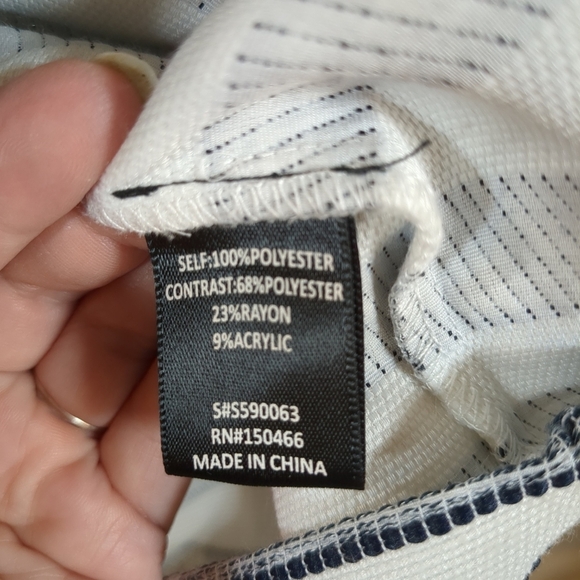 SELF:100%POLYESTER
CONTRAST:68%POLYESTER
23%RAYON
9%ACRYLIC
S#S590063
RN#150466
MADE IN CHINA